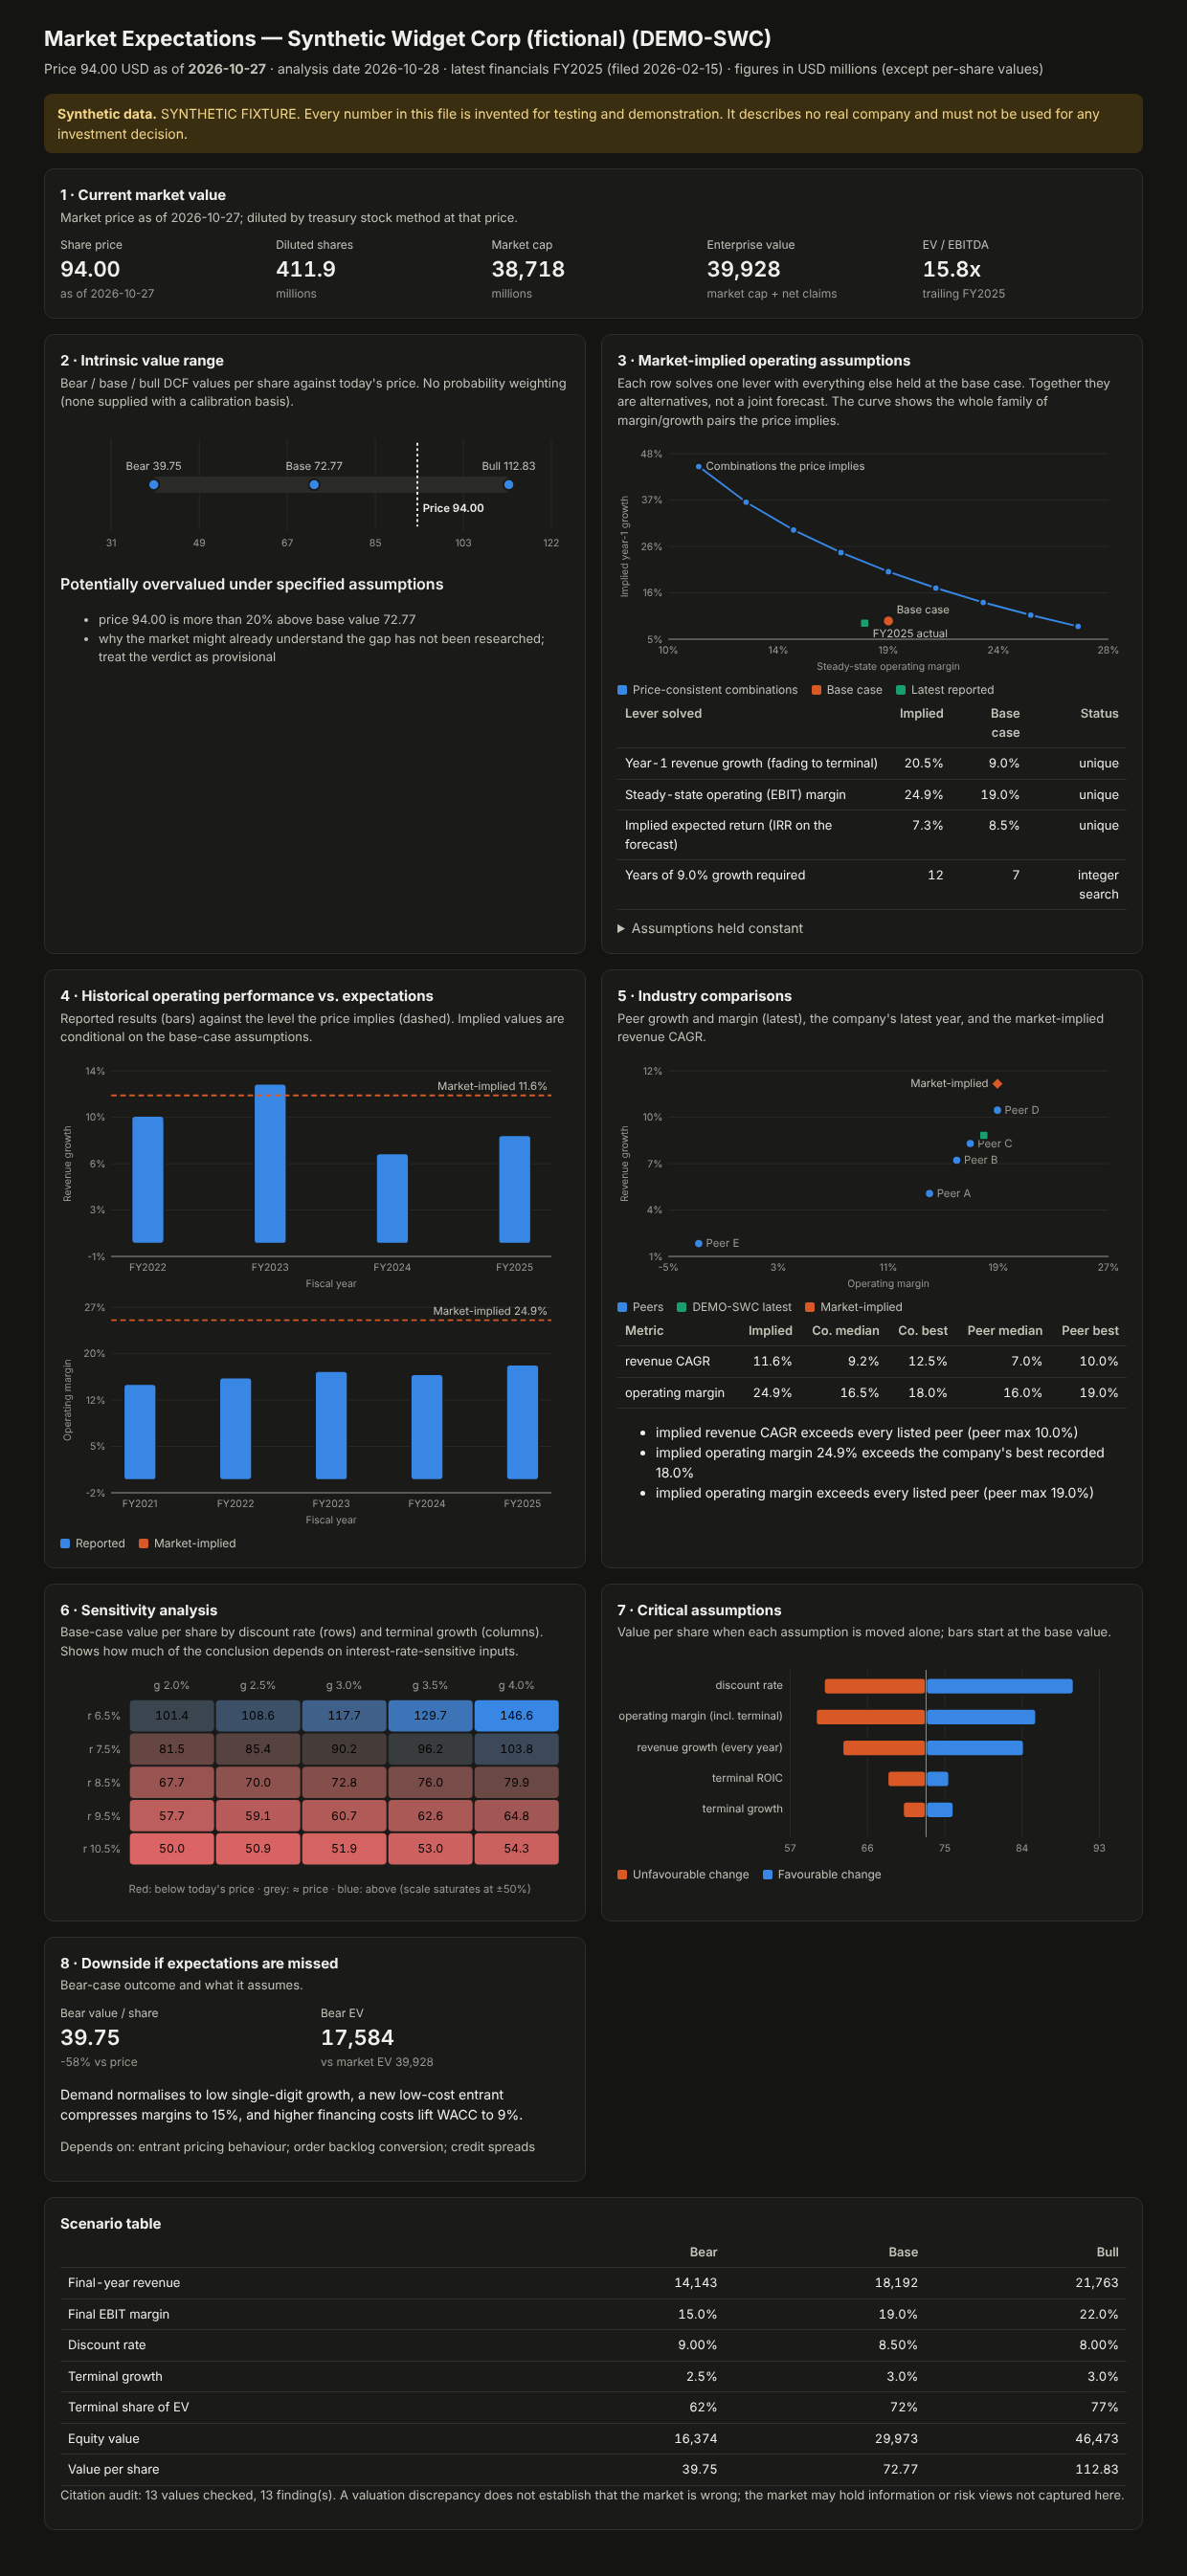 Market Expectations — Synthetic Widget Corp (fictional) (DEMO-SWC)
Price 94.00 USD as of 2026-10-27 · analysis date 2026-10-28 · latest financials FY2025 (filed 2026-02-15) · figures in USD millions (except per-share values)
Synthetic data. SYNTHETIC FIXTURE. Every number in this file is invented for testing and demonstration. It describes no real company and must not be used for any
investment decision.
1 · Current market value
Market price as of 2026-10-27; diluted by treasury stock method at that price.
Share price
94.00
as of 2026-10-27
Diluted shares
411.9
millions
Market cap
38,718
millions
Enterprise value
39,928
market cap + net claims
EV / EBITDA
15.8x
trailing FY2025
2 · Intrinsic value range
Bear / base / bull DCF values per share against today's price. No probability weighting
(none supplied with a calibration basis).
Bear 39.75 Base 72.77 Bull 112.83
Price 94.00
31 49 67 85 103 122
Potentially overvalued under specified assumptions
• price 94.00 is more than 20% above base value 72.77
• why the market might already understand the gap has not been researched;
treat the verdict as provisional
3 · Market-implied operating assumptions
Each row solves one lever with everything else held at the base case. Together they
are alternatives, not a joint forecast. The curve shows the whole family of
margin/growth pairs the price implies.
Implied year-1 growth
48%
Combinations the price implies
37%
26%
16%
Base case
FY2025 actual
5%
10% 14% 19% 24% 28%
Steady-state operating margin
Price-consistent combinations Base case Latest reported
Lever solved Implied Base
case Status
Year-1 revenue growth (fading to terminal) 20.5% 9.0% unique
Steady-state operating (EBIT) margin 24.9% 19.0% unique
Implied expected return (IRR on the
forecast) 7.3% 8.5% unique
Years of 9.0% growth required 12 7 integer
search
▶ Assumptions held constant
4 · Historical operating performance vs. expectations
Reported results (bars) against the level the price implies (dashed). Implied values are
conditional on the base-case assumptions.
Revenue growth
14%
Market-implied 11.6%
10%
6%
3%
-1%
FY2022 FY2023 FY2024 FY2025
Fiscal year
Operating margin
27%
Market-implied 24.9%
20%
12%
5%
-2%
FY2021 FY2022 FY2023 FY2024 FY2025
Fiscal year
Reported Market-implied
5 · Industry comparisons
Peer growth and margin (latest), the company's latest year, and the market-implied
revenue CAGR.
Revenue growth
12%
Market-implied
10%
Peer D
Peer C
7%
Peer B
Peer A
4%
Peer E
1%
-5% 3% 11% 19% 27%
Operating margin
Peers DEMO-SWC latest Market-implied
Metric Implied Co. median Co. best Peer median Peer best
revenue CAGR 11.6% 9.2% 12.5% 7.0% 10.0%
operating margin 24.9% 16.5% 18.0% 16.0% 19.0%
• implied revenue CAGR exceeds every listed peer (peer max 10.0%)
• implied operating margin 24.9% exceeds the company's best recorded
18.0%
• implied operating margin exceeds every listed peer (peer max 19.0%)
6 · Sensitivity analysis
Base-case value per share by discount rate (rows) and terminal growth (columns).
Shows how much of the conclusion depends on interest-rate-sensitive inputs.
g 2.0% g 2.5% g 3.0% g 3.5% g 4.0%
r 6.5% 101.4 108.6 117.7 129.7 146.6
r 7.5% 81.5 85.4 90.2 96.2 103.8
r 8.5% 67.7 70.0 72.8 76.0 79.9
r 9.5% 57.7 59.1 60.7 62.6 64.8
r 10.5% 50.0 50.9 51.9 53.0 54.3
Red: below today's price · grey: ≈ price · blue: above (scale saturates at ±50%)
7 · Critical assumptions
Value per share when each assumption is moved alone; bars start at the base value.
discount rate
operating margin (incl. terminal)
revenue growth (every year)
terminal ROIC
terminal growth
57 66 75 84 93
Unfavourable change Favourable change
8 · Downside if expectations are missed
Bear-case outcome and what it assumes.
Bear value / share
39.75
-58% vs price
Bear EV
17,584
vs market EV 39,928
Demand normalises to low single-digit growth, a new low-cost entrant
compresses margins to 15%, and higher financing costs lift WACC to 9%.
Depends on: entrant pricing behaviour; order backlog conversion; credit spreads
Scenario table
Bear Base Bull
Final-year revenue 14,143 18,192 21,763
Final EBIT margin 15.0% 19.0% 22.0%
Discount rate 9.00% 8.50% 8.00%
Terminal growth 2.5% 3.0% 3.0%
Terminal share of EV 62% 72% 77%
Equity value 16,374 29,973 46,473
Value per share 39.75 72.77 112.83
Citation audit: 13 values checked, 13 finding(s). A valuation discrepancy does not establish that the market is wrong; the market may hold information or risk views not captured here.